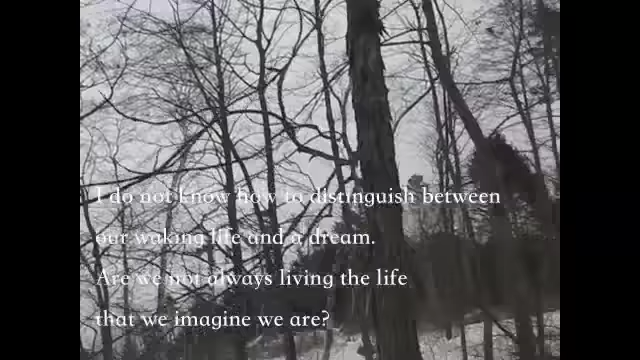 I do not know how to distinguish between
our waking life and a dream.
Are we not always living the life
that we imagine we are?